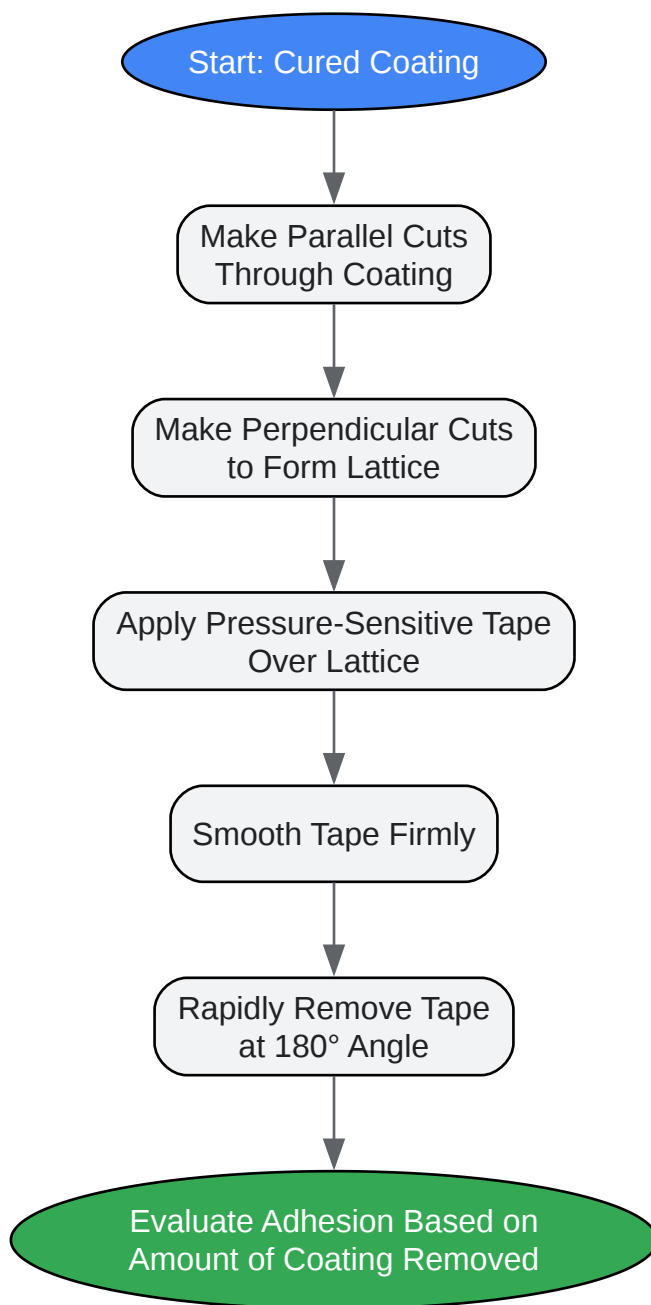 Start: Cured Coating
Make Parallel Cuts
Through Coating
Make Perpendicular Cuts
to Form Lattice
Apply Pressure-Sensitive Tape
Over Lattice
Smooth Tape Firmly
Rapidly Remove Tape
at 180° Angle
Evaluate Adhesion Based on
Amount of Coating Removed